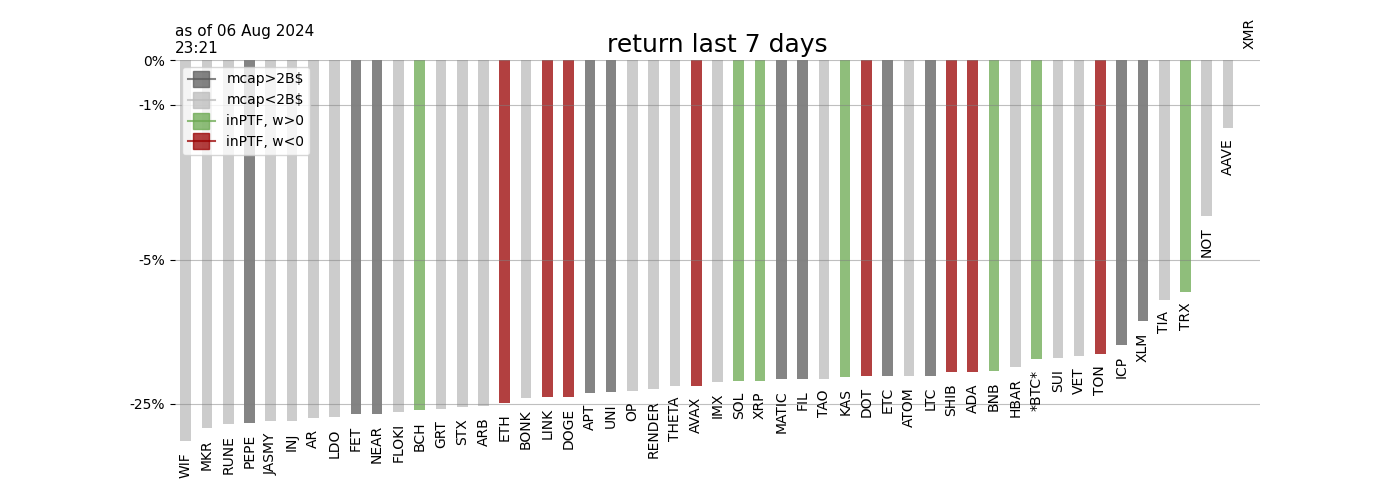 as of 06 Aug 2024
23:21
return last 7 days
XMR
0%
-1%
-5%
-25%
mcap>2B$
mcap<2B$
inPTF, w>0
inPTF, w<0
WIF
MKR
RUNE
PEPE
JASMY
INJ
AR
LDO
FET
NEAR
FLOKI
BCH
GRT
STX
ARB
ETH
BONK
LINK
DOGE
APT
UNI
OP
RENDER
THETA
AVAX
IMX
SOL
XRP
MATIC
FIL
TAO
KAS
DOT
ETC
ATOM
LTC
SHIB
ADA
BNB
HBAR
*BTC*
SUI
VET
TON
ICP
XLM
TIA
TRX
NOT
AAVE